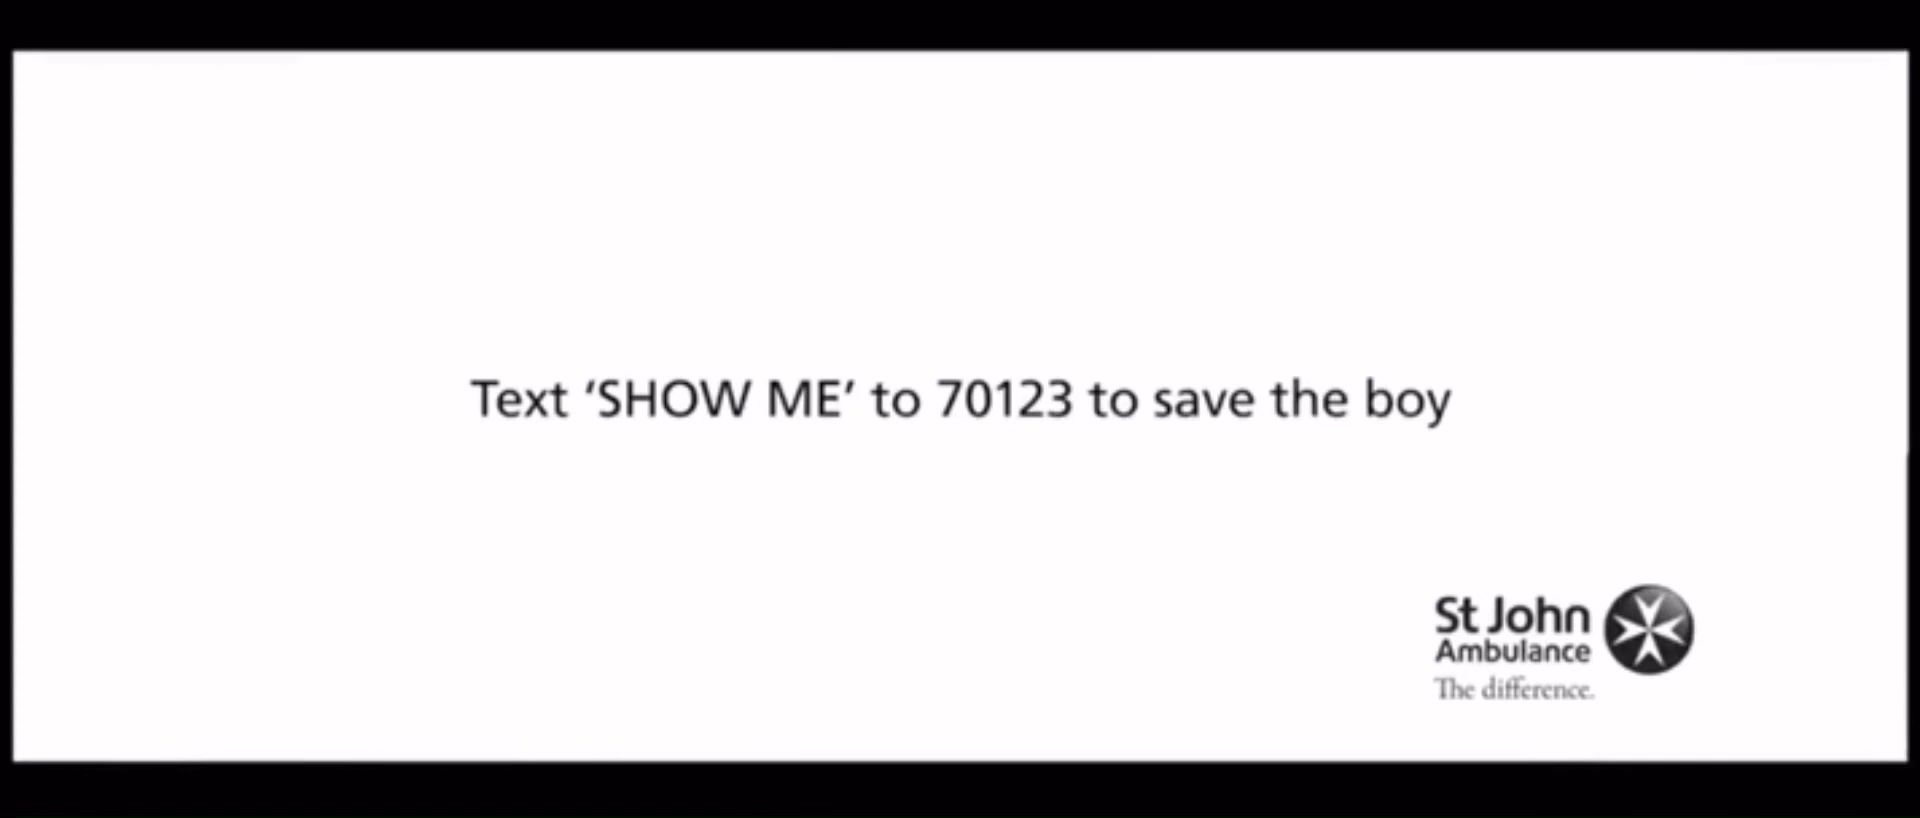 Text ‘SHOW ME’ to 70123 to save the boy
St John
Ambulance
The difference.